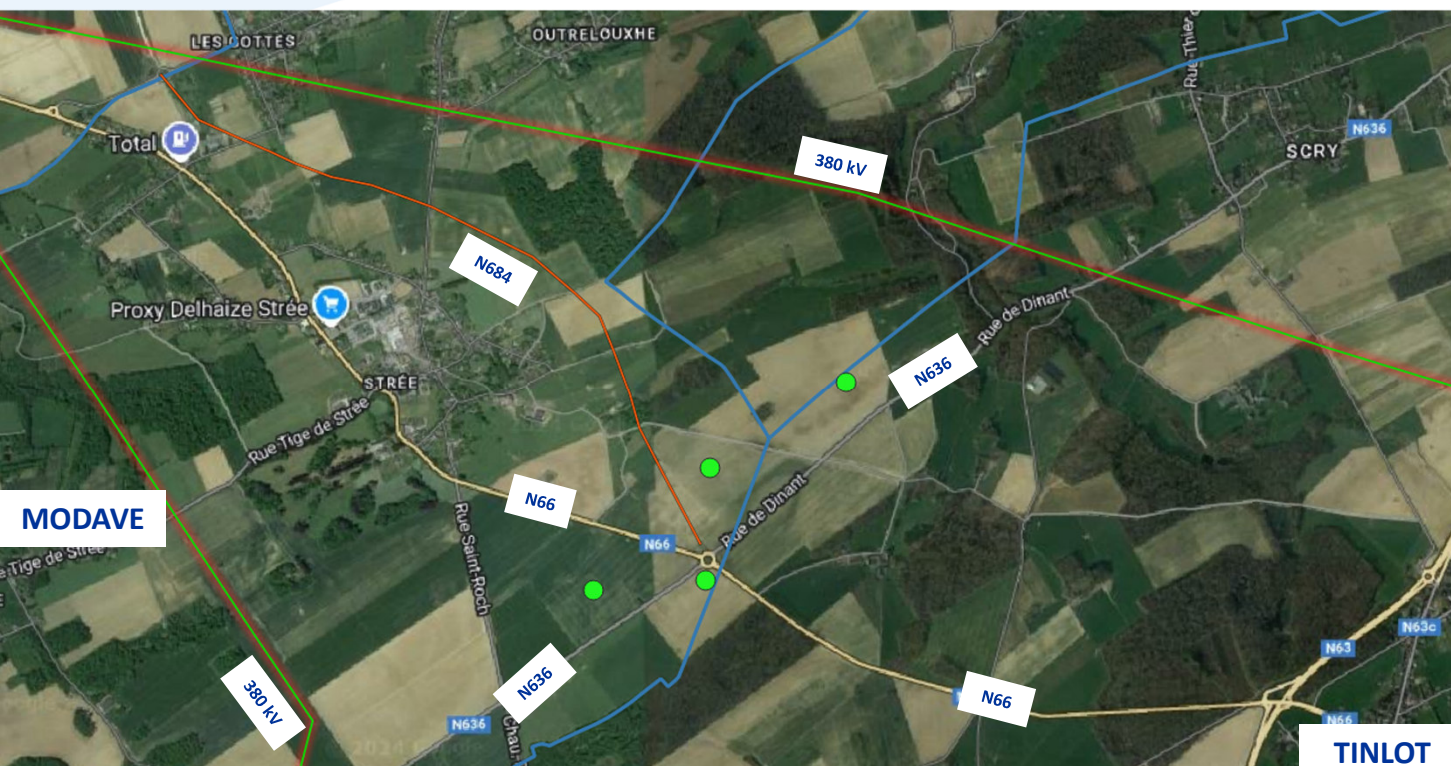 LES GOTTES
OUTRELOUXHE
Rue Thier
Total
N636
SCRY
380 kV
N684
Proxy Delhaize Strée
Rue de Dinant
N636
STRÉE
Rue Tige de Strée
N66
MODAVE
Rue de Dinant
N66
e Tige de Strée
Rue Saint-Roch
N63c
N63
N636
380 kV
N66
N636
Chau.
N66
2024
TINLOT